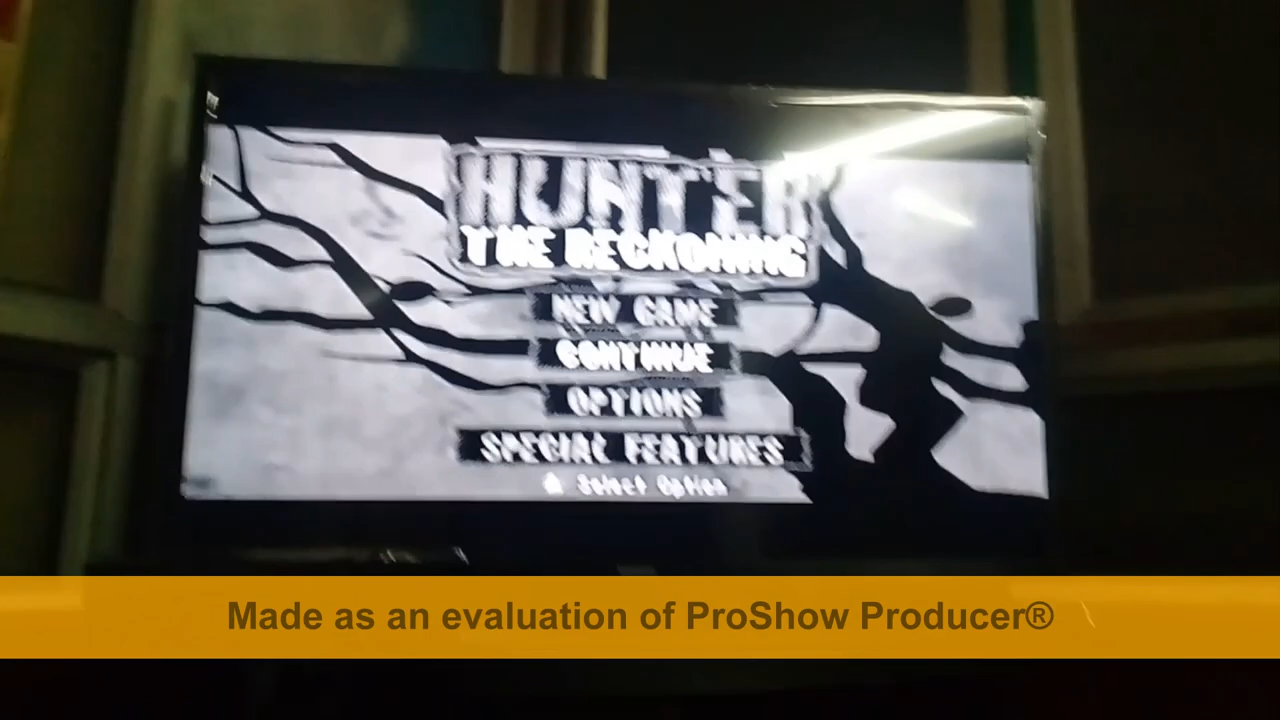 HUNTER
THE RECKONING
NEW GAME
CONTINUE
OPTIONS
SPECIAL FEATURES
Select Option
Made as an evaluation of ProShow Producer®